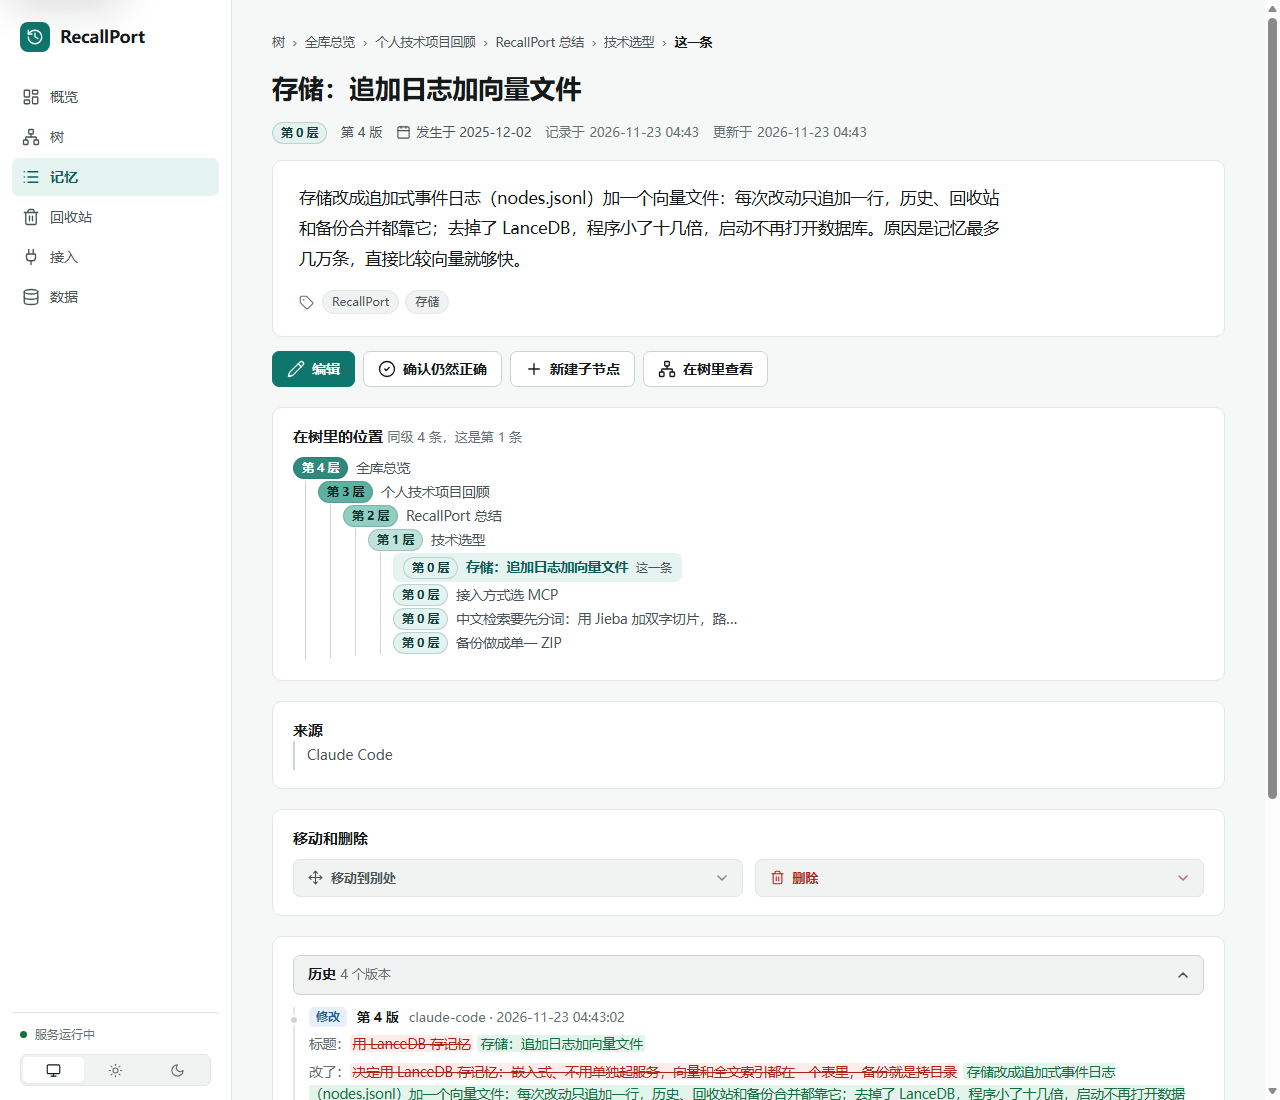 RecallPort
概览
树
记忆
回收站
接入
数据
服务运行中
树 › 全库总览 › 个人技术项目回顾 › RecallPort 总结 › 技术选型 › 这一条
存储：追加日志加向量文件
第 0 层 第 4 版 发生于 2025-12-02 记录于 2026-11-23 04:43 更新于 2026-11-23 04:43
存储改成追加式事件日志（nodes.jsonl）加一个向量文件：每次改动只追加一行，历史、回收站
和备份合并都靠它；去掉了 LanceDB，程序小了十几倍，启动不再打开数据库。原因是记忆最多
几万条，直接比较向量就够快。
RecallPort 存储
编辑 确认仍然正确 新建子节点 在树里查看
在树里的位置 同级 4 条，这是第 1 条
第 4 层 全库总览
第 3 层 个人技术项目回顾
第 2 层 RecallPort 总结
第 1 层 技术选型
第 0 层 存储：追加日志加向量文件 这一条
第 0 层 接入方式选 MCP
第 0 层 中文检索要先分词：用 Jieba 加双字切片，路...
第 0 层 备份做成单一 ZIP
来源
Claude Code
移动和删除
移动到别处 删除
历史 4 个版本
修改 第 4 版 claude-code · 2026-11-23 04:43:02
标题： 用 LanceDB 存记忆 存储：追加日志加向量文件
改了： 决定用 LanceDB 存记忆：嵌入式、不用单独起服务，向量和全文索引都在一个表里，备份就是拷目录 存储改成追加式事件日志
（nodes.jsonl）加一个向量文件：每次改动只追加一行，历史、回收站和备份合并都靠它；去掉了 LanceDB，程序小了十几倍，启动不再打开数据